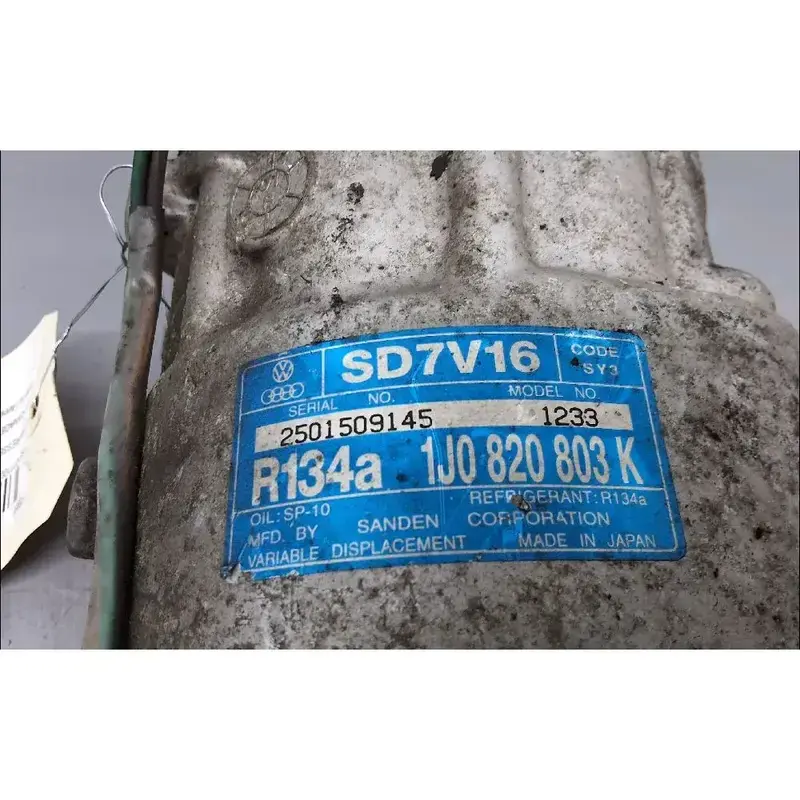 SD7V16
CODE
SY3
SERIAL NO. MODEL NO.
2501509145 1233
R134a 1J0 820 803 K
OIL: SP-10 REFRIGERANT: R134a
MFD. BY SANDEN CORPORATION
VARIABLE DISPLACEMENT MADE IN JAPAN